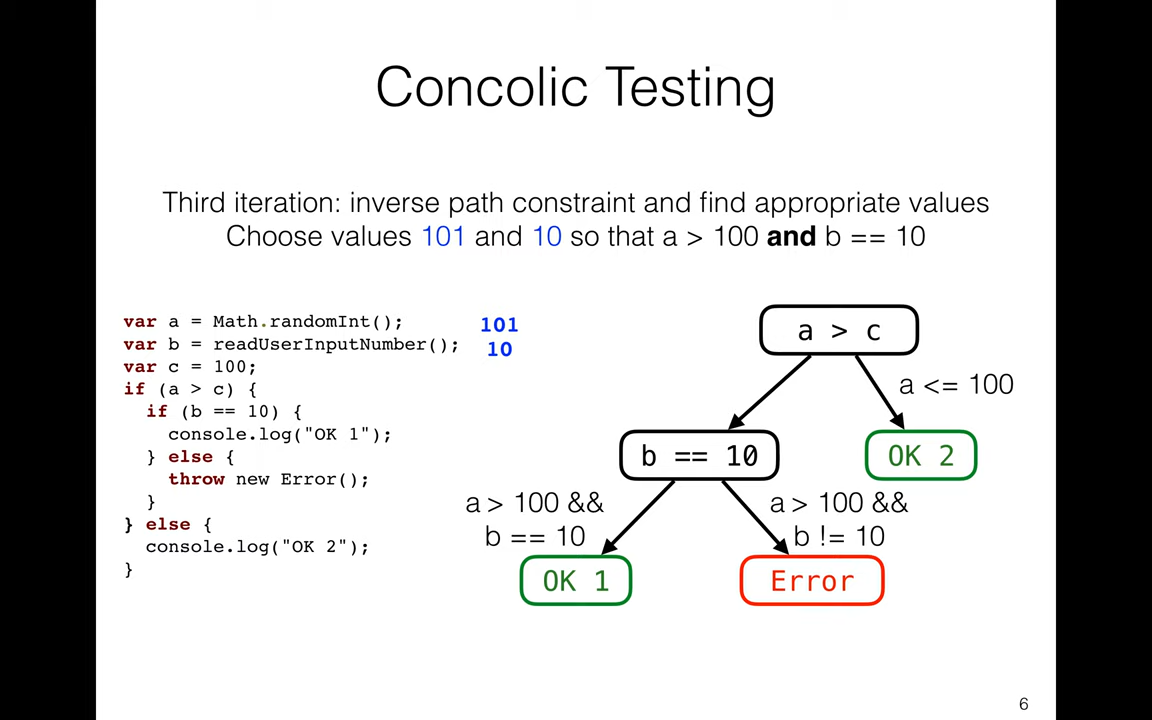 Concolic Testing
Third iteration: inverse path constraint and find appropriate values
Choose values 101 and 10 so that a > 100 and b == 10
var a = Math.randomInt();
var b = readUserInputNumber();
var c = 100;
if (a > c) {
  if (b == 10) {
    console.log("OK 1");
  } else {
    throw new Error();
  }
} else {
  console.log("OK 2");
}
101
10
a > c
a <= 100
b == 10
OK 2
a > 100 &&
b == 10
a > 100 &&
b != 10
OK 1
Error
6